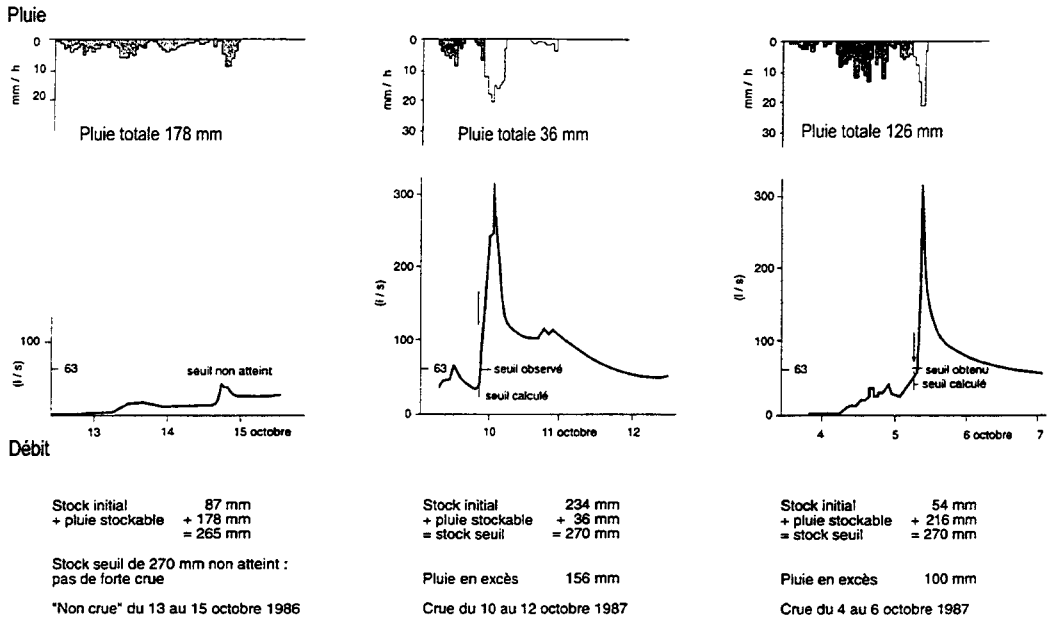 Pluie
0
10
20
mm / h
Pluie totale 178 mm
0
10
20
30
mm / h
Pluie totale 36 mm
0
10
20
30
mm / h
Pluie totale 126 mm
100
63
(l / s)
seuil non atteint
13 14 15 octobre
300
200
100
63
0
(l / s)
seuil observé
seuil calculé
10 11 octobre 12
300
200
100
63
0
(l / s)
seuil obtenu
seuil calculé
4 5 6 octobre 7
Débit
Stock initial 87 mm
+ pluie stockable + 178 mm
= 265 mm
Stock seuil de 270 mm non atteint :
pas de forte crue
"Non crue" du 13 au 15 octobre 1986
Stock initial 234 mm
+ pluie stockable + 36 mm
= stock seuil = 270 mm
Pluie en excès 156 mm
Crue du 10 au 12 octobre 1987
Stock initial 54 mm
+ pluie stockable + 216 mm
= stock seuil = 270 mm
Pluie en excès 100 mm
Crue du 4 au 6 octobre 1987